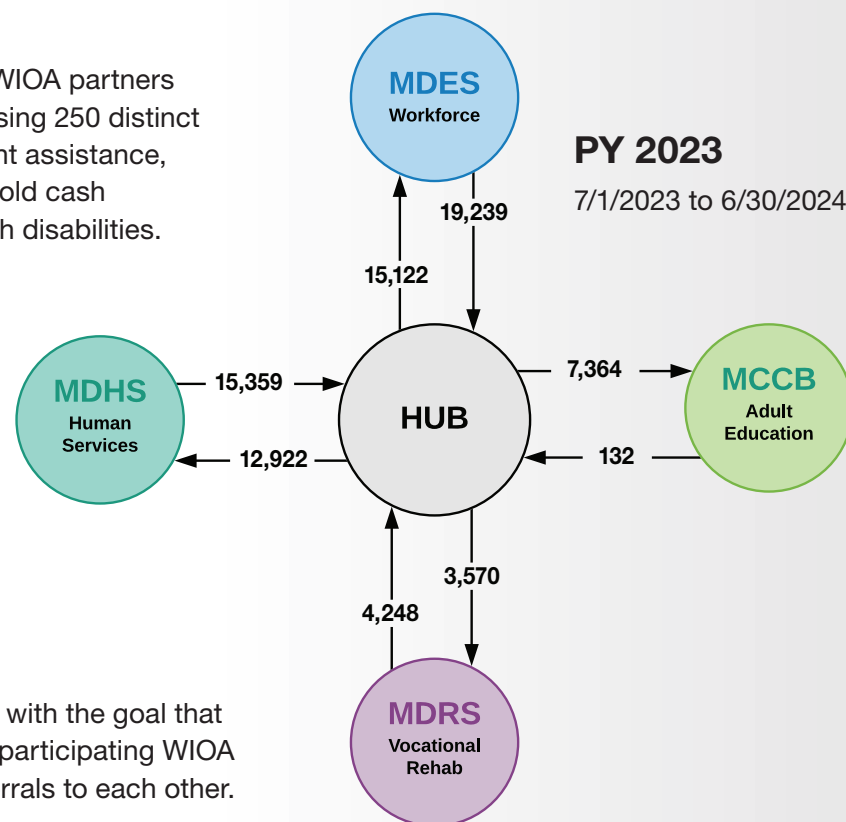 WIOA partners
sing 250 distinct
nt assistance,
old cash
h disabilities.
MDES
Workforce
PY 2023
7/1/2023 to 6/30/2024
19,239
15,122
MDHS
Human
Services
15,359
12,922
HUB
7,364
132
MCCB
Adult
Education
3,570
4,248
MDRS
Vocational
Rehab
with the goal that
participating WIOA
rrals to each other.